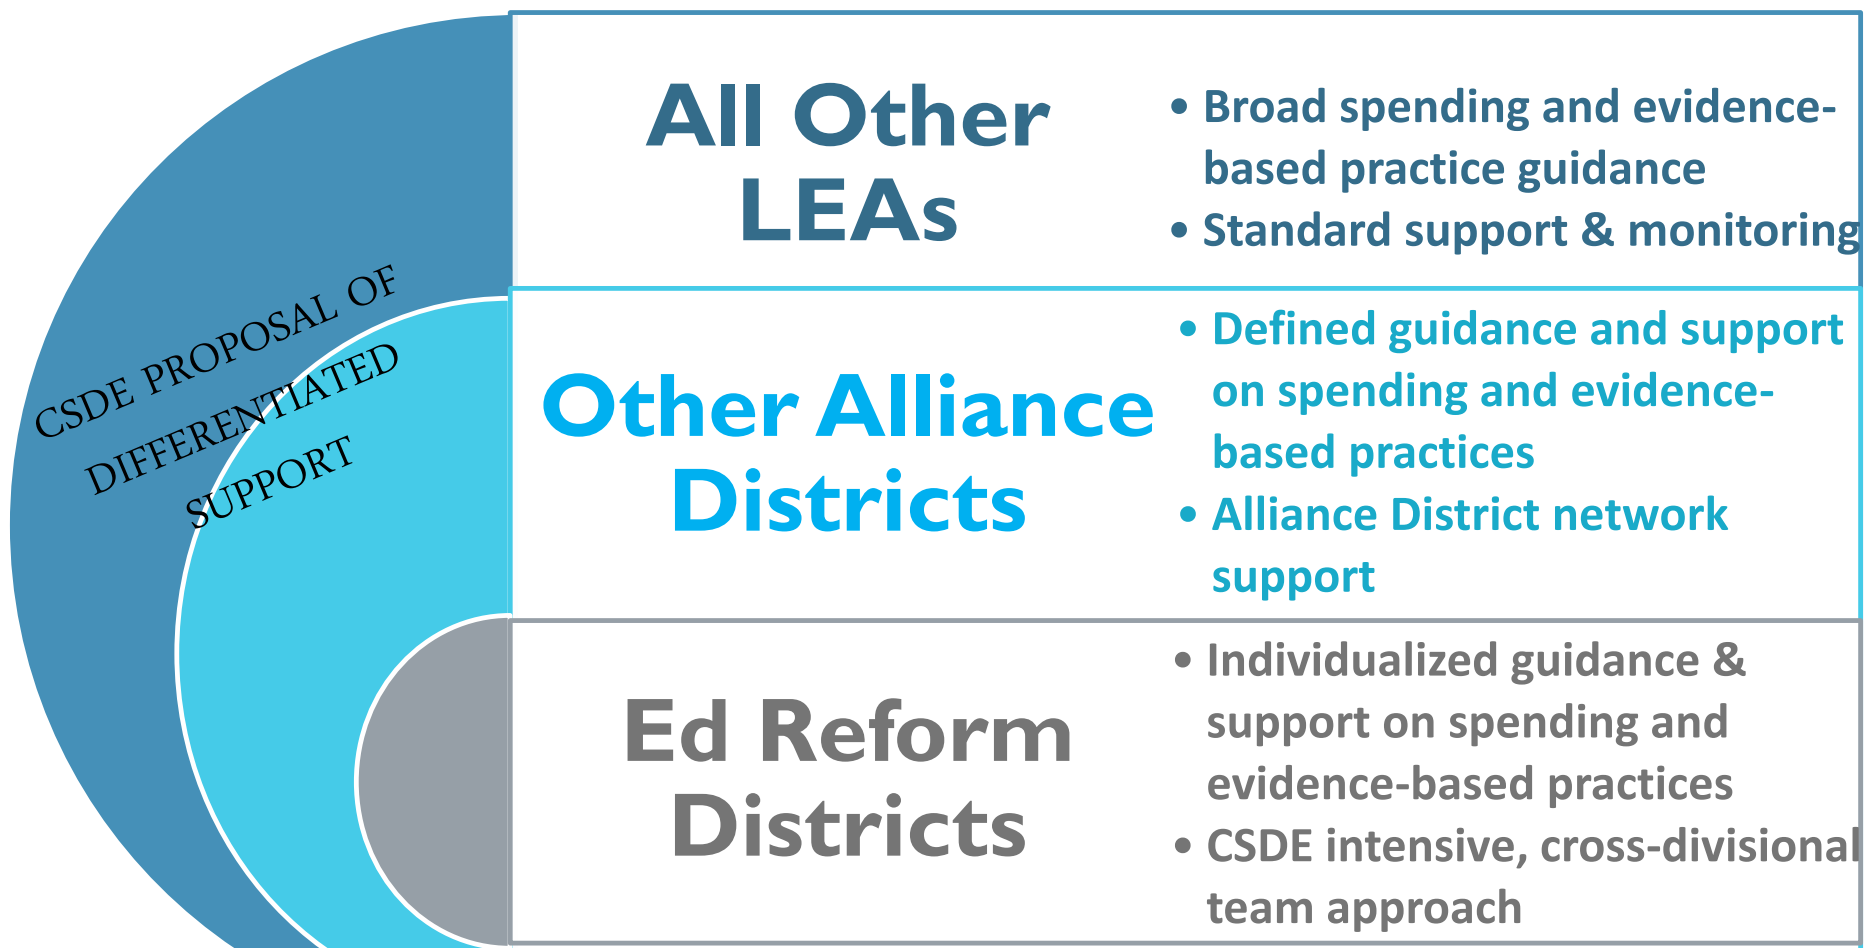 CSDE PROPOSAL OF
DIFFERENTIATED
SUPPORT
All Other
LEAs
• Broad spending and evidence-
based practice guidance
• Standard support & monitoring
Other Alliance
Districts
• Defined guidance and support
on spending and evidence-
based practices
• Alliance District network
support
Ed Reform
Districts
• Individualized guidance &
support on spending and
evidence-based practices
• CSDE intensive, cross-divisional
team approach